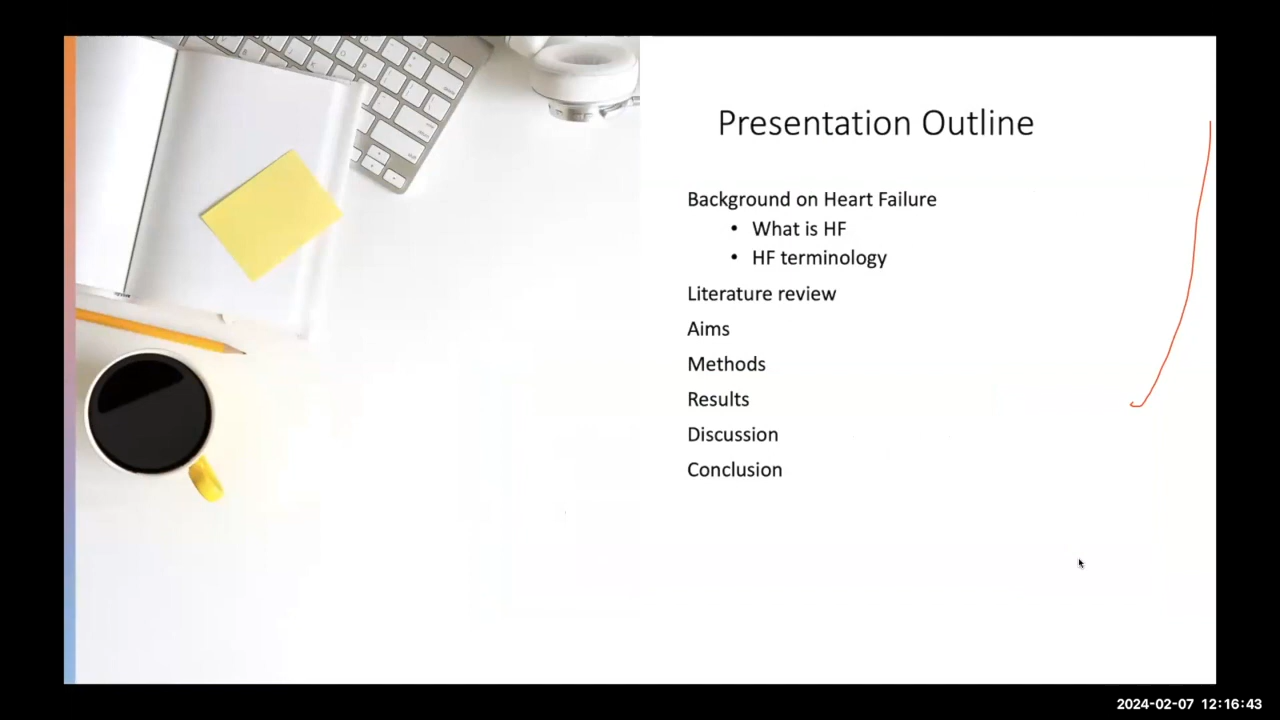 Presentation Outline
Background on Heart Failure
• What is HF
• HF terminology
Literature review
Aims
Methods
Results
Discussion
Conclusion
2024-02-07 12:16:43